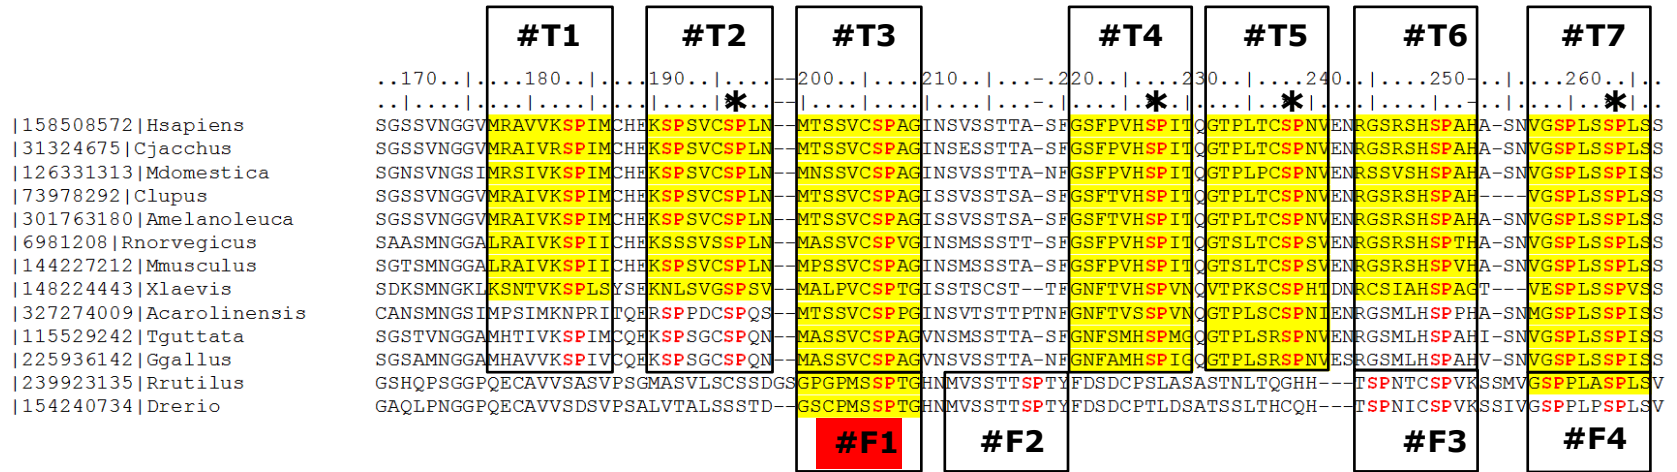 #T1 #T2 #T3 #T4 #T5 #T6 #T7
..170..|....180..|....190..|....--200....|....210...|...-.220....|....230....|....240....|....250-...|....260....|..
..|....|....|....|....|.*..--....|....|....|....|...-.|....|.*..|....|.*..|....|....|....|-...|....|..*.|..
|158508572|Hsapiens SGSSVNGGVMRAVVKSPIMCHEKSPSVCSPLN--MTSSVCSPAGINSVSSTTA-SFGSFPVHSPITQGTPLTCSPNVENRGSRSHSPAHA-SNVGSPLSSPLSS
|31324675|Cjacchus SGSSVNGGVMRAIVRSPIMCHEKSPSVCSPLN--MTSSVCSPAGINSESSTTA-SFGSFPVHSPITQGTPLTCSPNVENRGSRSHSPAHA-SNVGSPLSSPLSS
|126331313|Mdomestica SGNSVNGSIMRSIVKSPIMCHEKSPSVCSPLN--MNSSVCSPAGINSVSSTTA-NFGSFPVHSPITQGTPLPCSPNVENRSSVSHSPAHA-SNVGSPLSSPISS
|73978292|Clupus SGSSVNGGVMRAIVKSPIMCHEKSPSVCSPLN--MTSSVCSPAGISSVSSTSA-SFGSFTVHSPITQGTPLTCSPNVENRGSRSHSPAHA----VGSPLSSPLSS
|301763180|Amelanoleuca SGSSVNGGVMRAIVKSPIMCHEKSPSVCSPLN--MTSSVCSPAGISSVSSTSA-SFGSFTVHSPITQGTPLTCSPNVENRGSRSHSPAHA-SNVGSPLSSPLSS
|6981208|Rnorvegicus SAASMNGGALRAIVKSPIICHEKSSSVSSPLN--MASSVCSPVGINSMSSSTT-SFGSFPVHSPITQGTSLTCSPSVENRGSRSHSPTHA-SNVGSPLSSPLSS
|144227212|Mmusculus SGTSMNGGALRAIVKSPIICHEKSPSVCSPLN--MPSSVCSPAGINSMSSSTA-SFGSFPVHSPITQGTSLTCSPSVENRGSRSHSPVHA-SNVGSPLSSPLSS
|148224443|Xlaevis SDKSMNGKLKSNTVKSPLSYSEKNLSVGSPSV--MALPVCSPTGISSTSCST--TFGNFTVHSPVNQVTPKSCSPHTDNRCSIAHSPAGT---VESPLSSPVSS
|327274009|Acarolinensis CANSMNGSIMPSIMKNPRITQERSPPDCSPQS--MTSSVCSPPGINSVTSTTPTNFGNFTVSSPVNQGTPLSCSPNIENRGSMLHSPPHA-SNMGSPLSSPISS
|115529242|Tguttata SGSTVNGGAMHTIVKSPIMCQEKSPSGCSPQN--MASSVCSPAGVNSMSSTTA-SFGNFSMHSPMGQGTPLSRSPNVENRGSMLHSPAHI-SNVGSPLSSPISS
|225936142|Ggallus SGSAMNGGAMHAVVKSPIVCQEKSPSGCSPQN--MASSVCSPAGVNSVSSTTA-NFGNFAMHSPIGQGTPLSRSPNVESRGSMLHSPAHV-SNVGSPLSSPISS
|239923135|Rrutilus GSHQPSGGPQECAVVSASVPSGMASVLSCSSDGSGPGPMSSPTGHNMVSSTTSPTYFDSDCPSLASASTNLTQGHH---TSPNTCSPVKSSMVGSPPLASPLSV
|154240734|Drerio GAQLPNGGPQECAVVSDSVPSALVTALSSSTD--GSCPMSSPTGHNMVSSTTSPTYFDSDCPTLDSATSSLTHCQH---TSPNICSPVKSSIVGSPPLPSPLSV
#F1 #F2 #F3 #F4